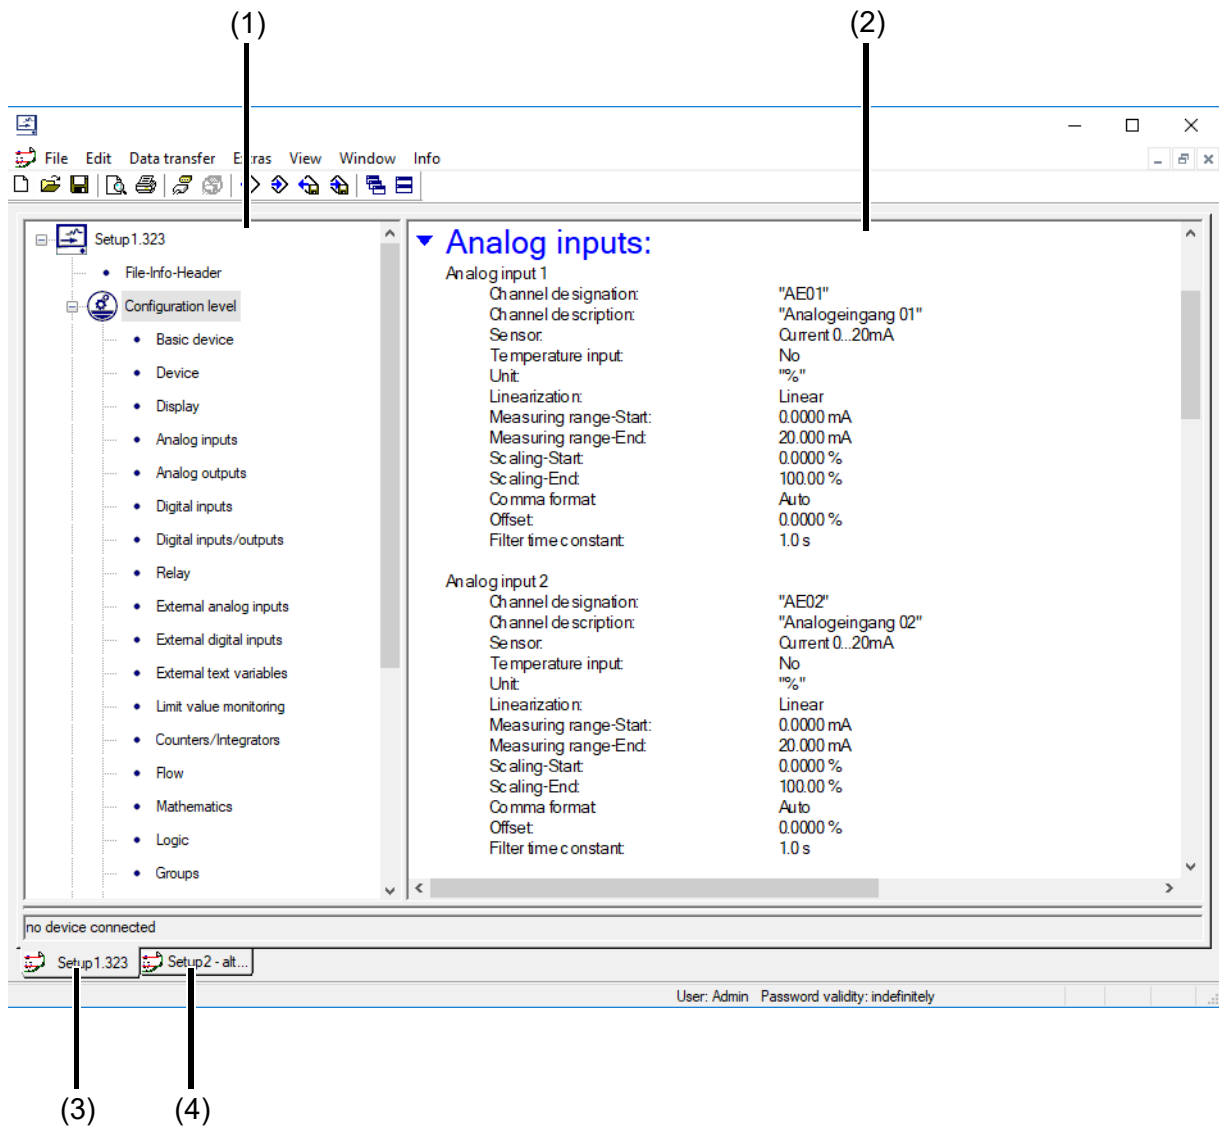 (1) (2)
File Edit Data transfer Extras View Window Info
Setup1.323
File-Info-Header
Configuration level
Basic device
Device
Display
Analog inputs
Analog outputs
Digital inputs
Digital inputs/outputs
Relay
External analog inputs
External digital inputs
External text variables
Limit value monitoring
Counters/Integrators
Flow
Mathematics
Logic
Groups
Analog inputs:
Analog input 1
Channel designation: "AE01"
Channel description: "Analogeingang 01"
Sensor: Current 0...20mA
Temperature input: No
Unit: "%"
Linearization: Linear
Measuring range-Start: 0.0000 mA
Measuring range-End: 20.000 mA
Scaling-Start: 0.0000 %
Scaling-End: 100.00 %
Comma format Auto
Offset: 0.0000 %
Filter time constant: 1.0 s
Analog input 2
Channel designation: "AE02"
Channel description: "Analogeingang 02"
Sensor: Current 0...20mA
Temperature input: No
Unit: "%"
Linearization: Linear
Measuring range-Start: 0.0000 mA
Measuring range-End: 20.000 mA
Scaling-Start: 0.0000 %
Scaling-End: 100.00 %
Comma format Auto
Offset: 0.0000 %
Filter time constant: 1.0 s
no device connected
Setup1.323 Setup2 - alt...
User: Admin Password validity: indefinitely
(3) (4)